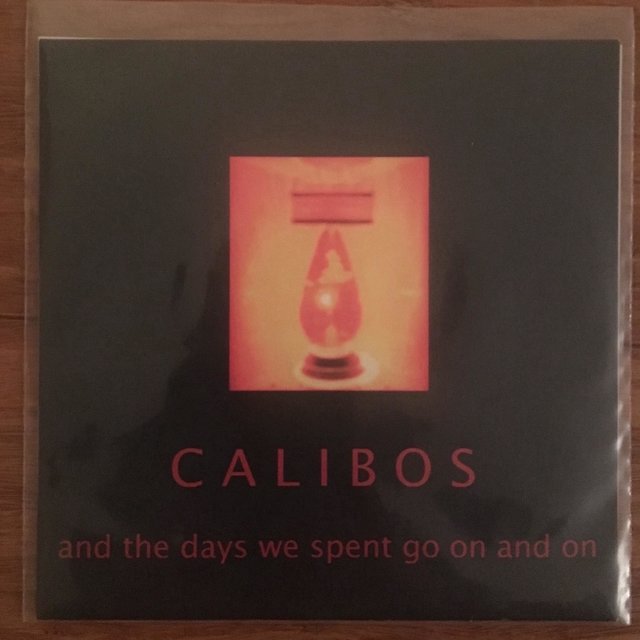 CALIBOS
and the days we spent go on and on